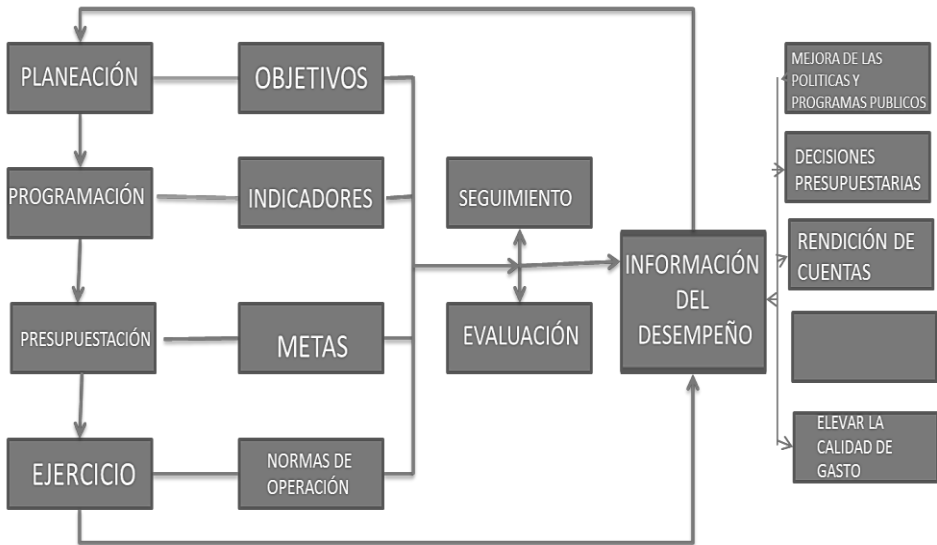 PLANEACIÓN
OBJETIVOS
PROGRAMACIÓN
INDICADORES
PRESUPUESTACIÓN
METAS
EJERCICIO
NORMAS DE
OPERACIÓN
SEGUIMIENTO
EVALUACIÓN
INFORMACIÓN
DEL
DESEMPEÑO
MEJORA DE LAS
POLITICAS Y
PROGRAMAS PUBLICOS
DECISIONES
PRESUPUESTARIAS
RENDICIÓN DE
CUENTAS
ELEVAR LA
CALIDAD DE
GASTO